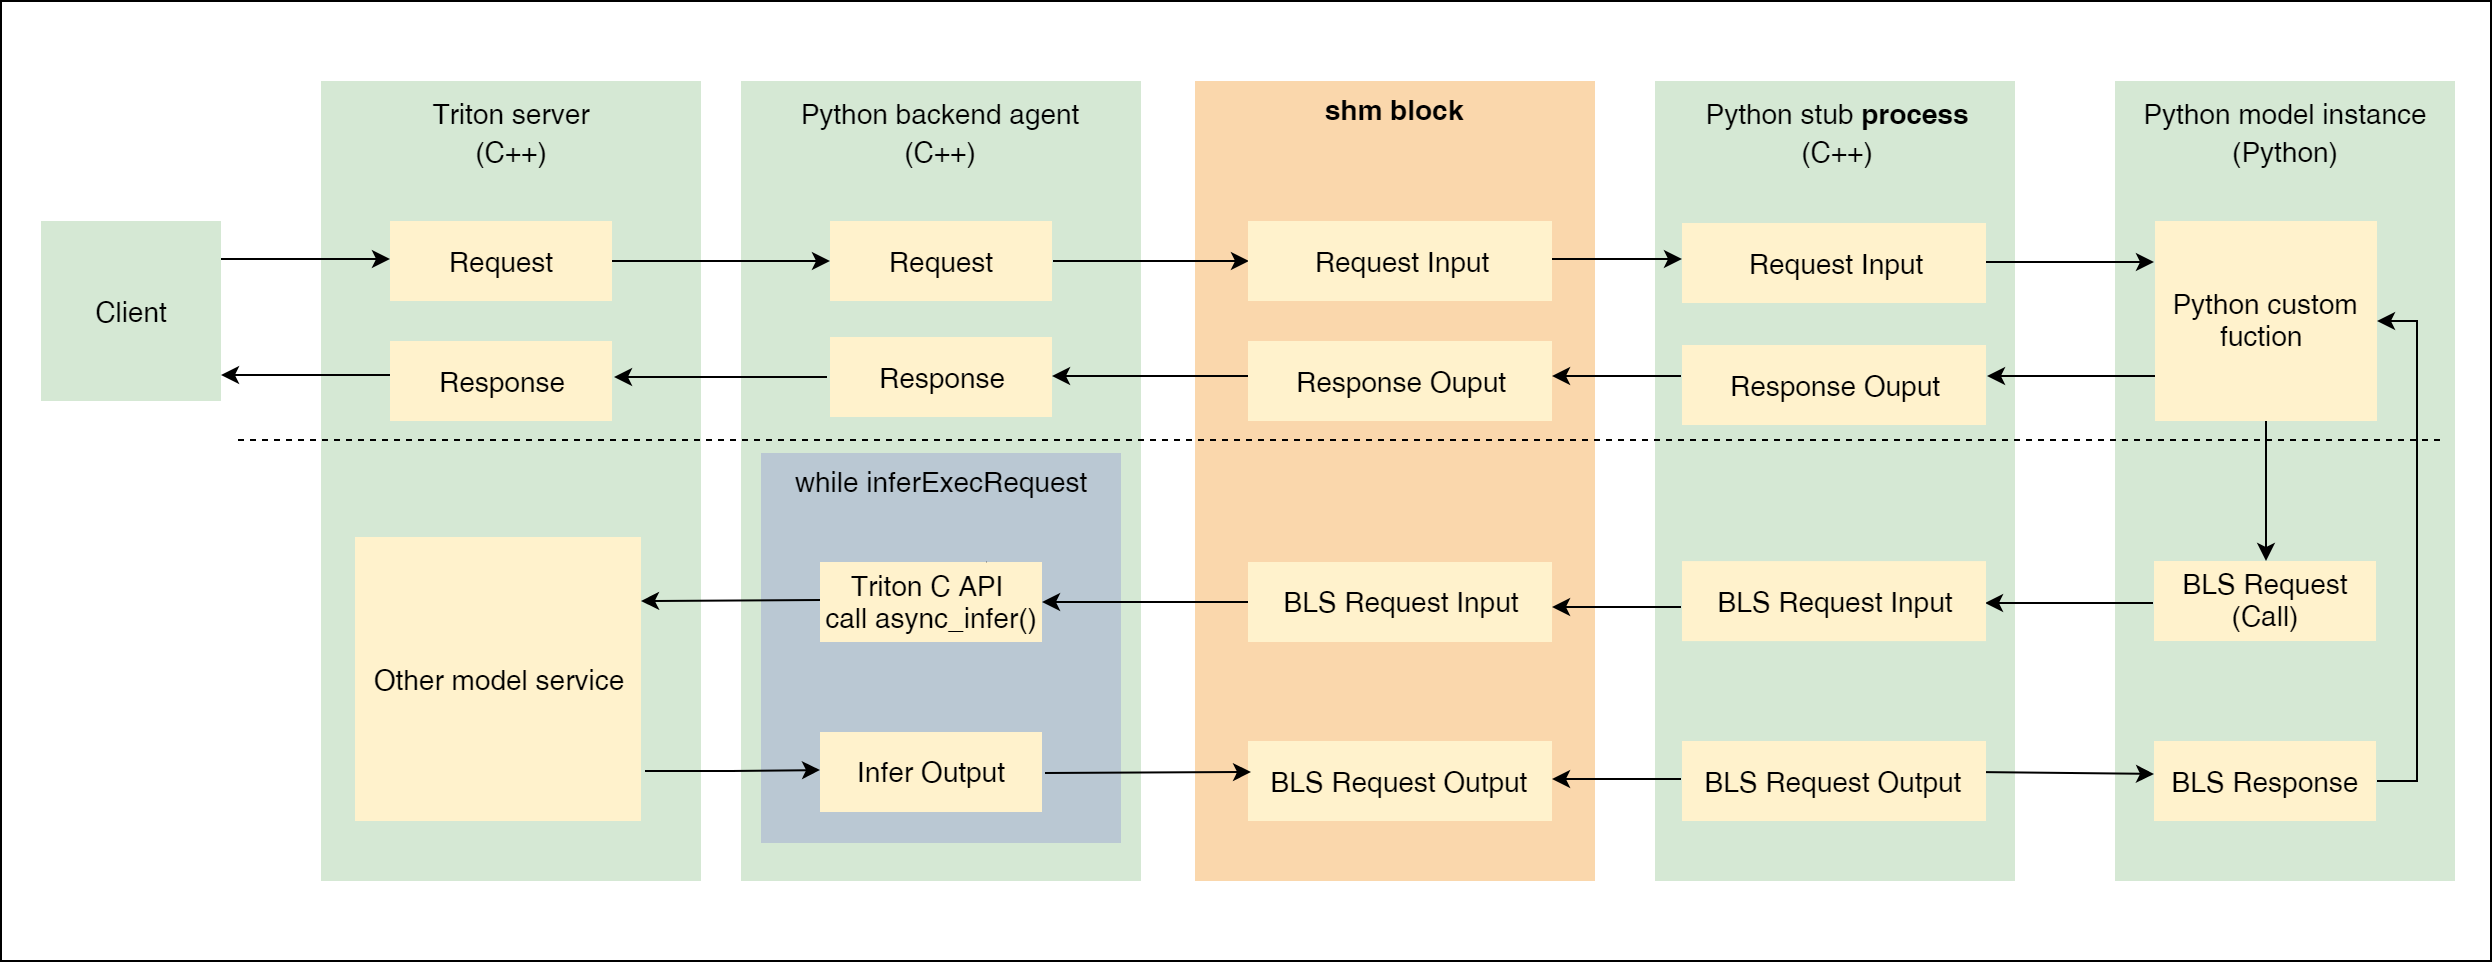 Triton server
(C++)
Python backend agent
(C++)
shm block
Python stub process
(C++)
Python model instance
(Python)
Client
Request
Request
Request Input
Request Input
Python custom
fuction
Response
Response
Response Ouput
Response Ouput
while inferExecRequest
Other model service
Triton C API
call async_infer()
BLS Request Input
BLS Request Input
BLS Request
(Call)
Infer Output
BLS Request Output
BLS Request Output
BLS Response